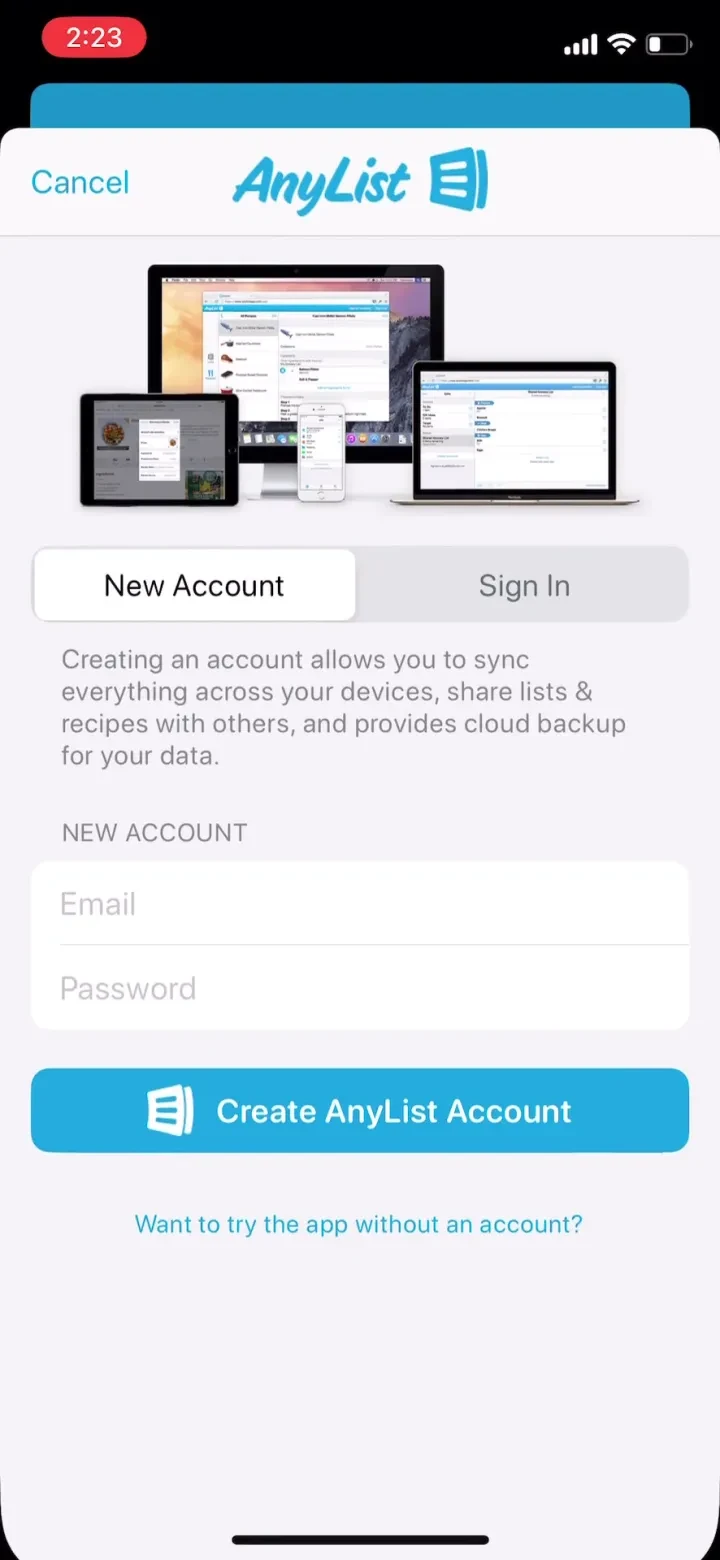 2:23
Cancel
AnyList
New Account
Sign In
Creating an account allows you to sync
everything across your devices, share lists &
recipes with others, and provides cloud backup
for your data.
NEW ACCOUNT
Email
Password
Create AnyList Account
Want to try the app without an account?